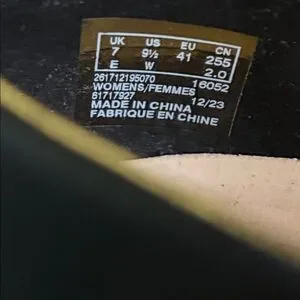 UK US EU CN
7 9½ 41 255
E W 2.0
261712195070 16052
WOMENS/FEMMES
61717927 12/23
MADE IN CHINA
FABRIQUE EN CHINE